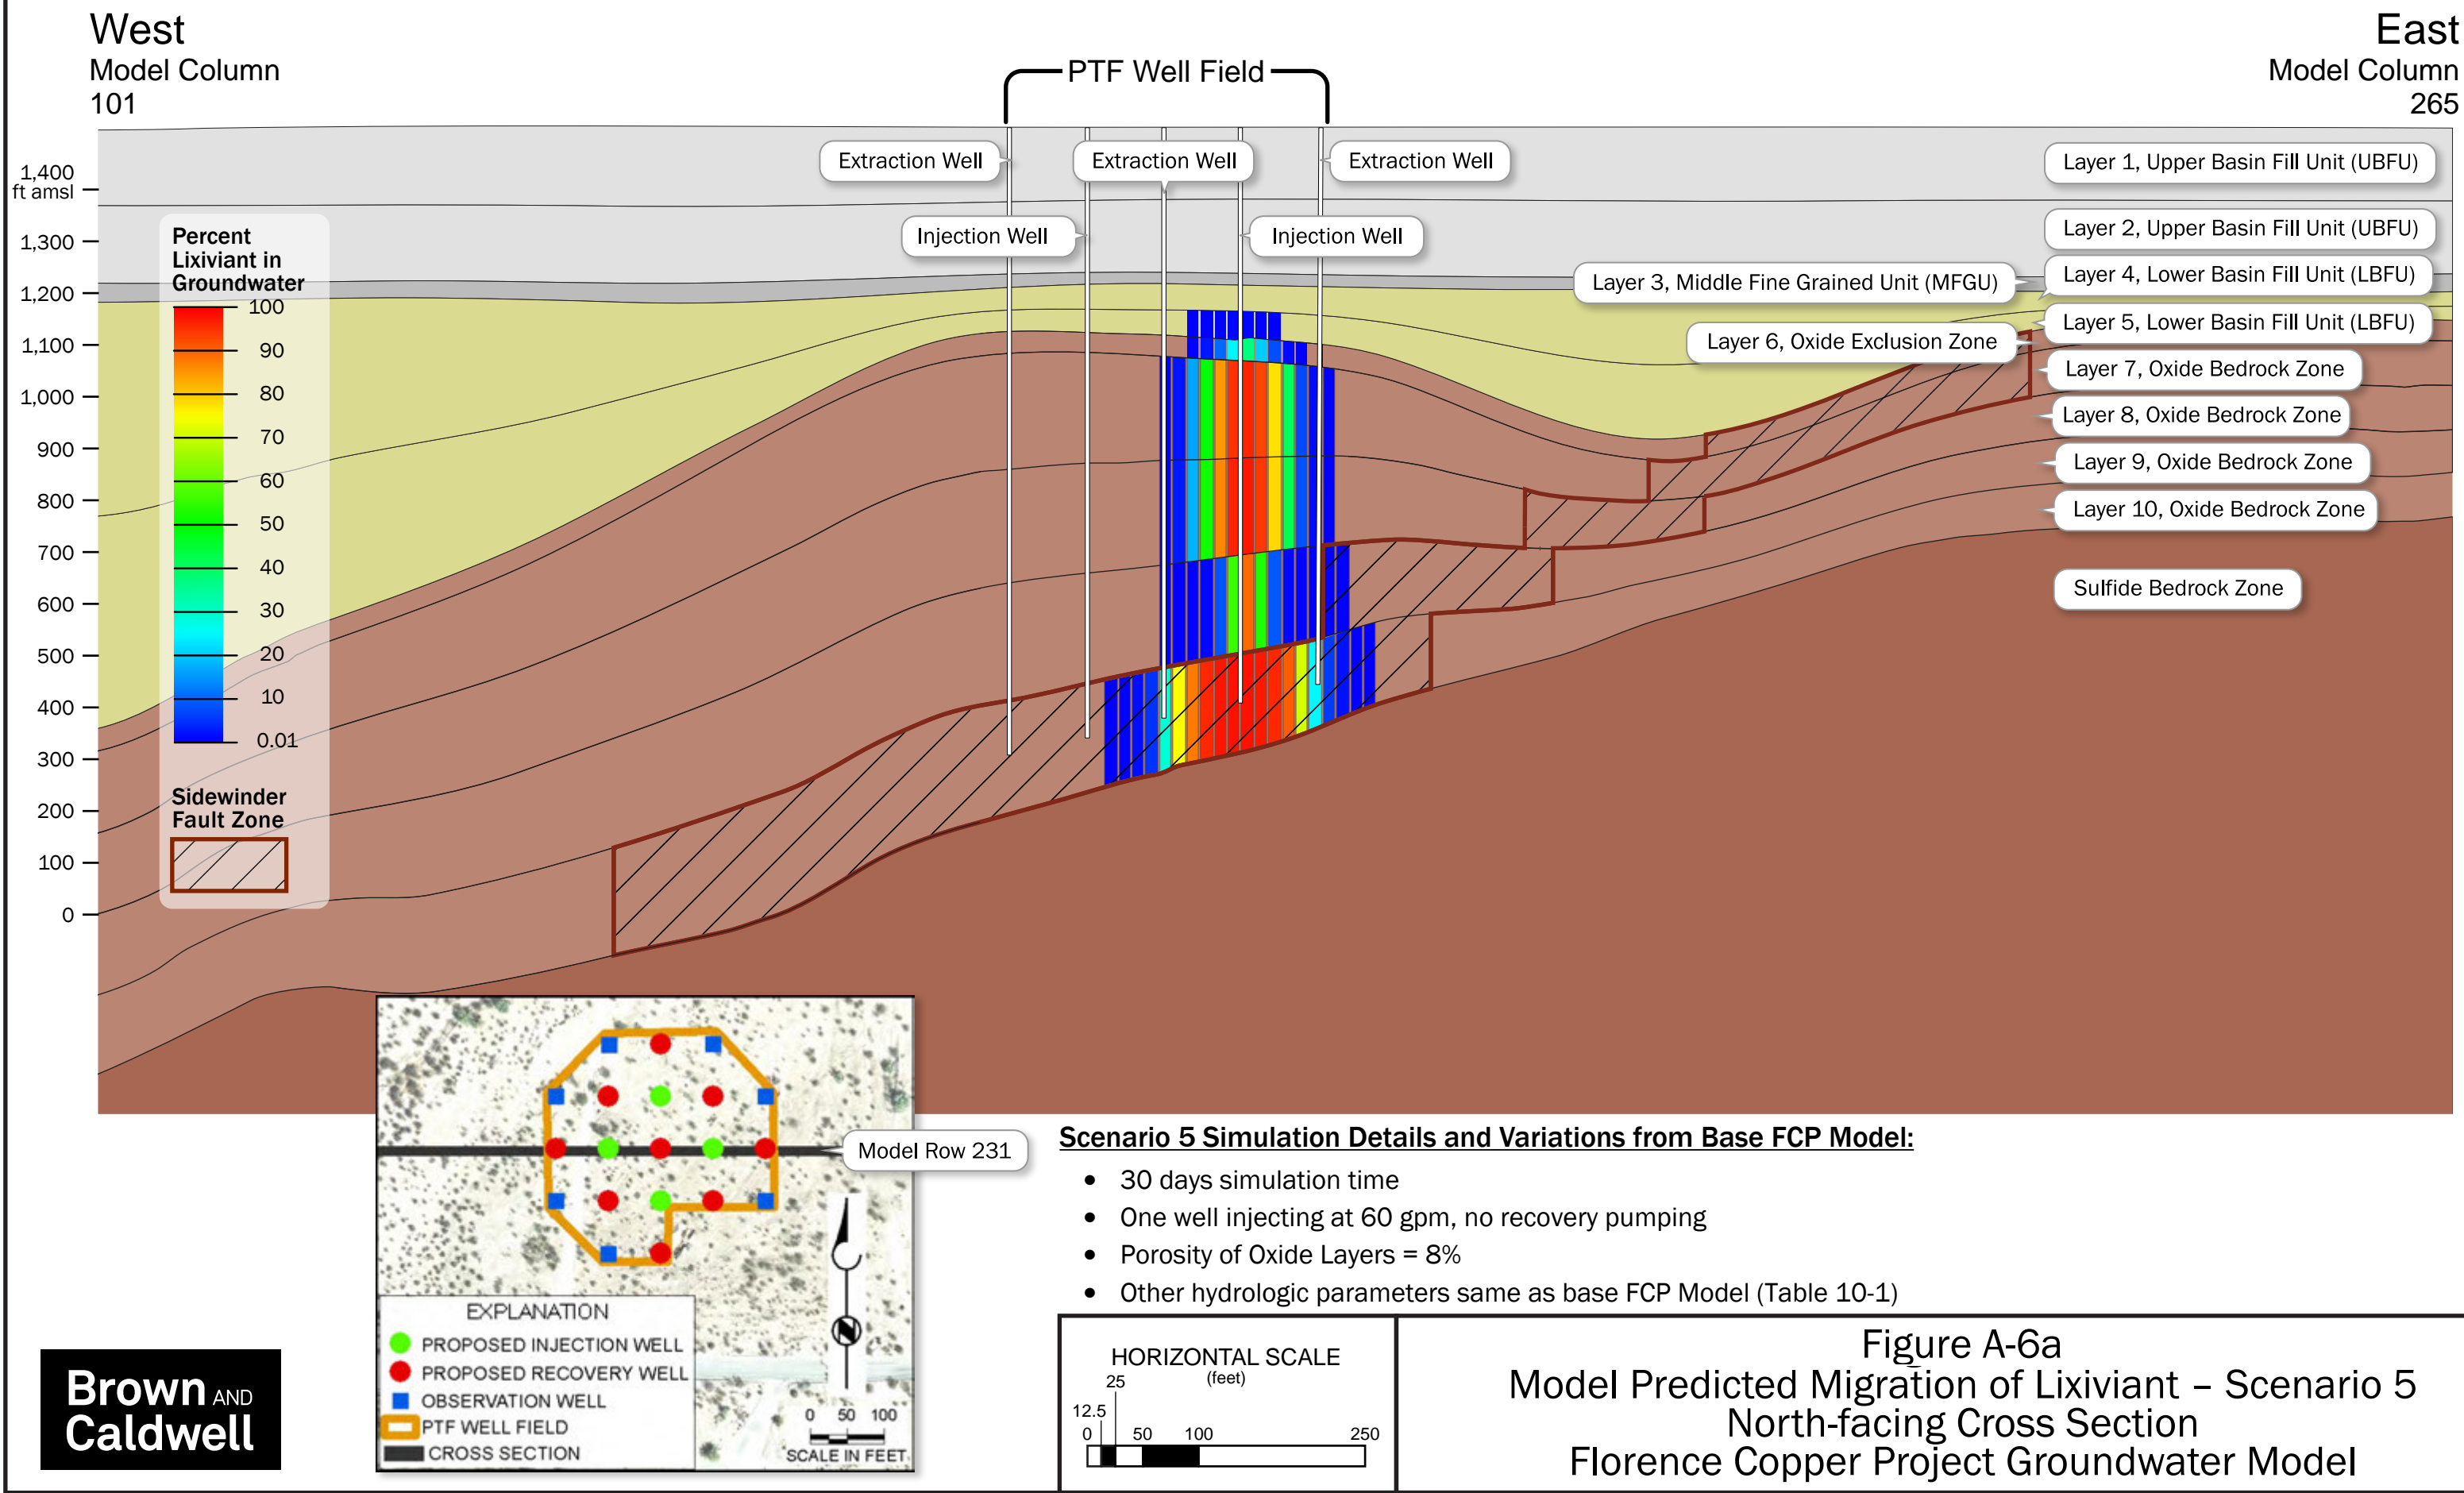 West
Model Column
101
East
Model Column
265
PTF Well Field
Extraction Well
Extraction Well
Extraction Well
Injection Well
Injection Well
Layer 1, Upper Basin Fill Unit (UBFU)
Layer 2, Upper Basin Fill Unit (UBFU)
Layer 3, Middle Fine Grained Unit (MFGU)
Layer 4, Lower Basin Fill Unit (LBFU)
Layer 5, Lower Basin Fill Unit (LBFU)
Layer 6, Oxide Exclusion Zone
Layer 7, Oxide Bedrock Zone
Layer 8, Oxide Bedrock Zone
Layer 9, Oxide Bedrock Zone
Layer 10, Oxide Bedrock Zone
Sulfide Bedrock Zone
1,400
ft amsl
1,300
1,200
1,100
1,000
900
800
700
600
500
400
300
200
100
0
Percent
Lixiviant in
Groundwater
100
90
80
70
60
50
40
30
20
10
0.01
Sidewinder
Fault Zone
Model Row 231
EXPLANATION
PROPOSED INJECTION WELL
PROPOSED RECOVERY WELL
OBSERVATION WELL
PTF WELL FIELD
CROSS SECTION
N
0 50 100
SCALE IN FEET
Scenario 5 Simulation Details and Variations from Base FCP Model:
• 30 days simulation time
• One well injecting at 60 gpm, no recovery pumping
• Porosity of Oxide Layers = 8%
• Other hydrologic parameters same as base FCP Model (Table 10-1)
Brown AND
Caldwell
HORIZONTAL SCALE
(feet)
25
12.5
0 50 100 250
Figure A-6a
Model Predicted Migration of Lixiviant – Scenario 5
North-facing Cross Section
Florence Copper Project Groundwater Model